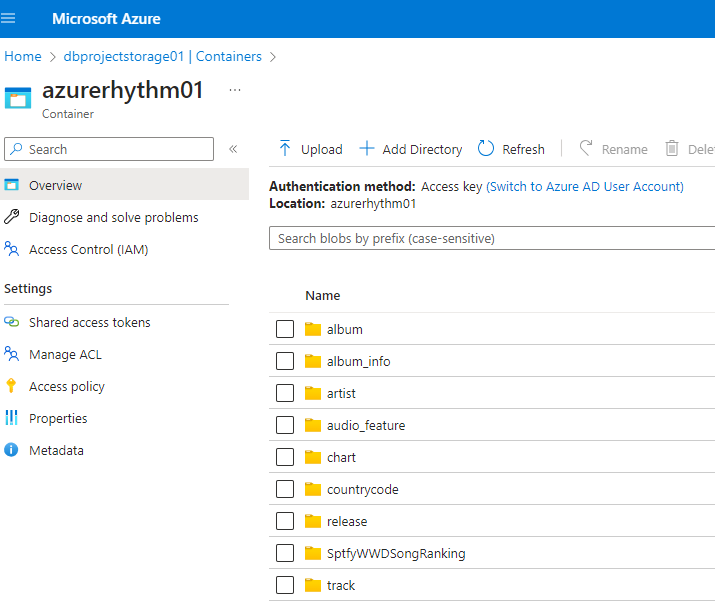 Microsoft Azure
Home > dbprojectstorage01 | Containers >
azurerhythm01 ...
Container
Search «
Overview
Diagnose and solve problems
Access Control (IAM)
Settings
Shared access tokens
Manage ACL
Access policy
Properties
Metadata
Upload Add Directory Refresh Rename Dele
Authentication method: Access key (Switch to Azure AD User Account)
Location: azurerhythm01
Search blobs by prefix (case-sensitive)
Name
album
album_info
artist
audio_feature
chart
countrycode
release
SptfyWWDSongRanking
track